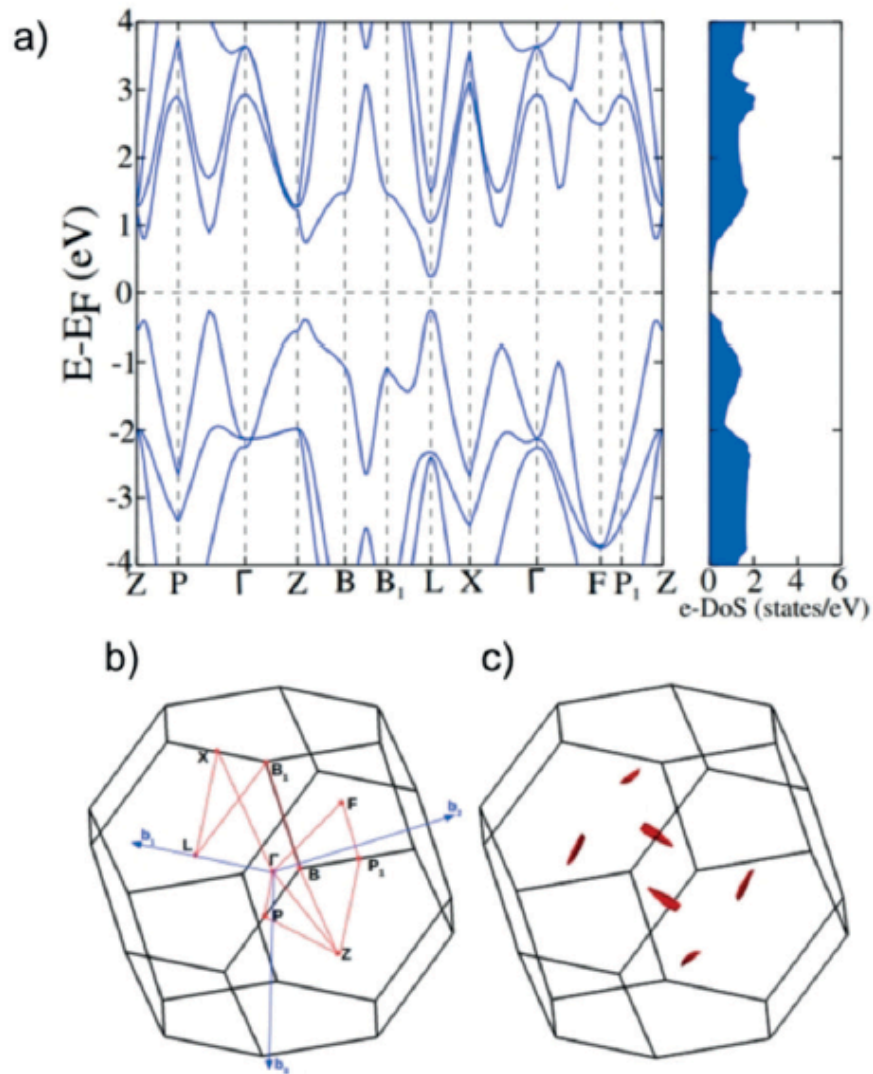 a)
E-EF (eV)
4
3
2
1
0
-1
-2
-3
-4
Z P Γ Z B B1 L X Γ F P1 Z
0 2 4 6
e-DoS (states/eV)
b)
c)
X
B1
F
b1
b2
L
Γ
B
P1
P
Z
b3